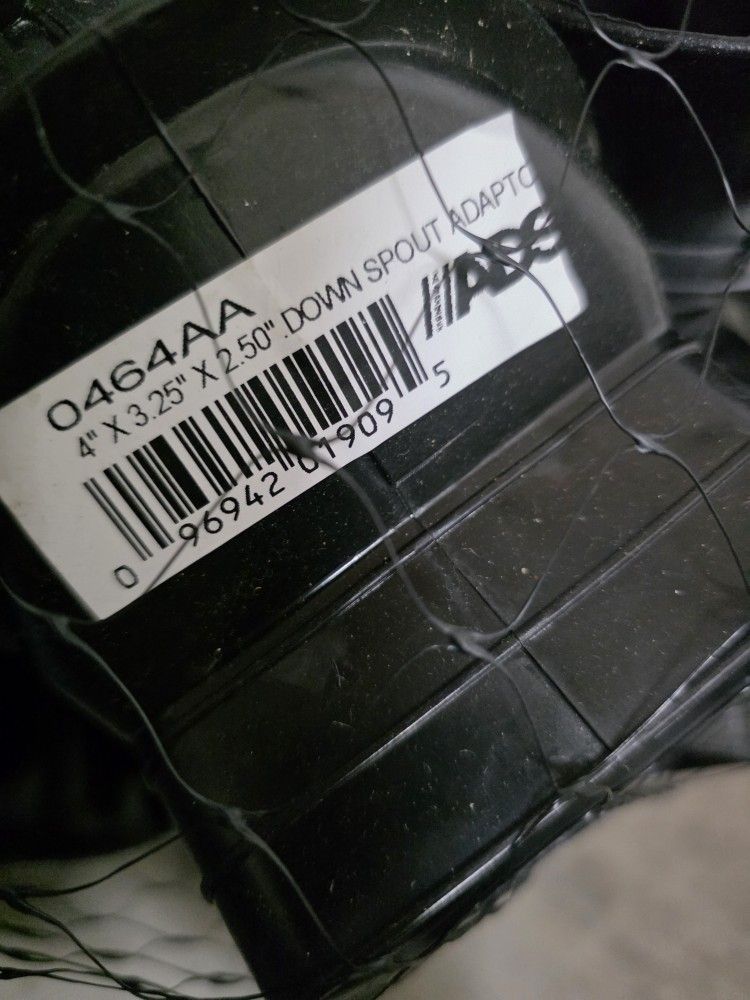 0464AA
4" X 3.25" X 2.50" DOWN SPOUT ADAPTO
ADS
0 96942 01909 5